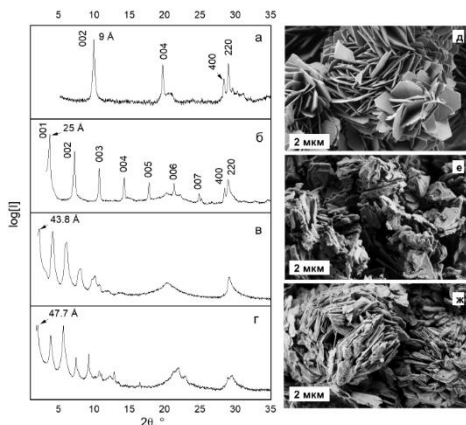 002
9 Å
004
400
220
а
001
25 Å
002
003
004
005
006
007
400
220
б
43.8 Å
в
47.7 Å
г
log[I]
5 10 15 20 25 30 35
2θ, °
д
2 мкм
е
2 мкм
ж
2 мкм